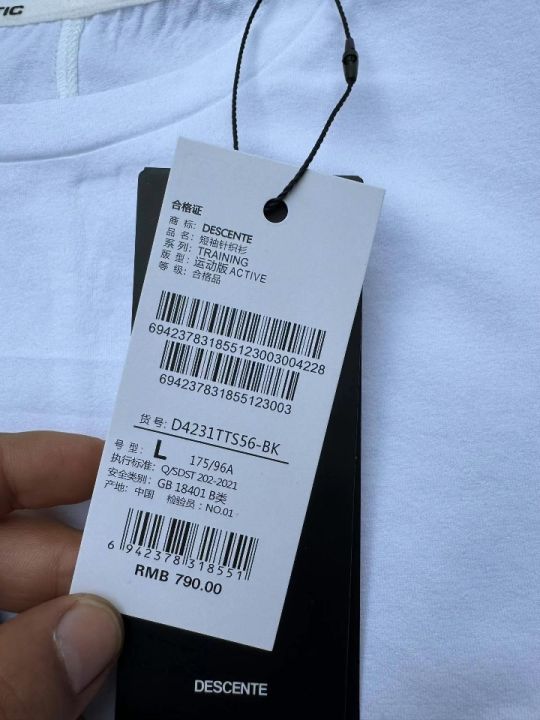 TIC
合格证
商 标: DESCENTE
品 名: 短袖针织衫
系 列: TRAINING
版 型: 运动版 ACTIVE
等 级: 合格品
694237831855123003004228
694237831855123003
货 号: D4231TTS56-BK
号 型: L 175/96A
执行标准: Q/SDST 202-2021
安全类别: GB 18401 B类
产地: 中国 检验员: NO.01
6 942378 318551
RMB 790.00
DESCENTE